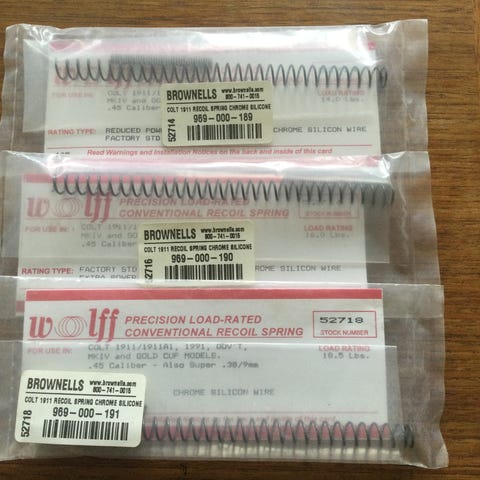 FOR USE IN:
COLT 1911/1
MKIV and GO
.45 Caliber
LOAD RATING
14.0 Lbs.
BROWNELLS www.brownells.com
800-741-0015
COLT 1911 RECOIL SPRING CHROME SILICONE
969-000-189
52714
RATING TYPE: REDUCED POW
CHROME SILICON WIRE
FACTORY STD
Read Warnings and Installation Notices on the back and inside of this card
wolff PRECISION LOAD-RATED
CONVENTIONAL RECOIL SPRING
STOCK NUMBER
FOR USE IN: COLT 1911/1
MKiV and GOLD
.45 Caliber
LOAD RATING
16.0 Lbs.
BROWNELLS www.brownells.com
800-741-0015
COLT 1911 RECOIL SPRING CHROME SILICONE
969-000-190
52716
RATING TYPE: FACTORY STD
CHROME SILICON WIRE
EXTRA POWER
wolff PRECISION LOAD-RATED
CONVENTIONAL RECOIL SPRING
52718
STOCK NUMBER
FOR USE IN: COLT 1911/1911A1, 1991, GOV'T,
MKiV and GOLD CUP MODELS.
.45 Caliber - Also Super .38/9mm
LOAD RATING
18.5 Lbs.
CHROME SILICON WIRE
BROWNELLS www.brownells.com
800-741-0015
COLT 1911 RECOIL SPRING CHROME SILICONE
969-000-191
52718